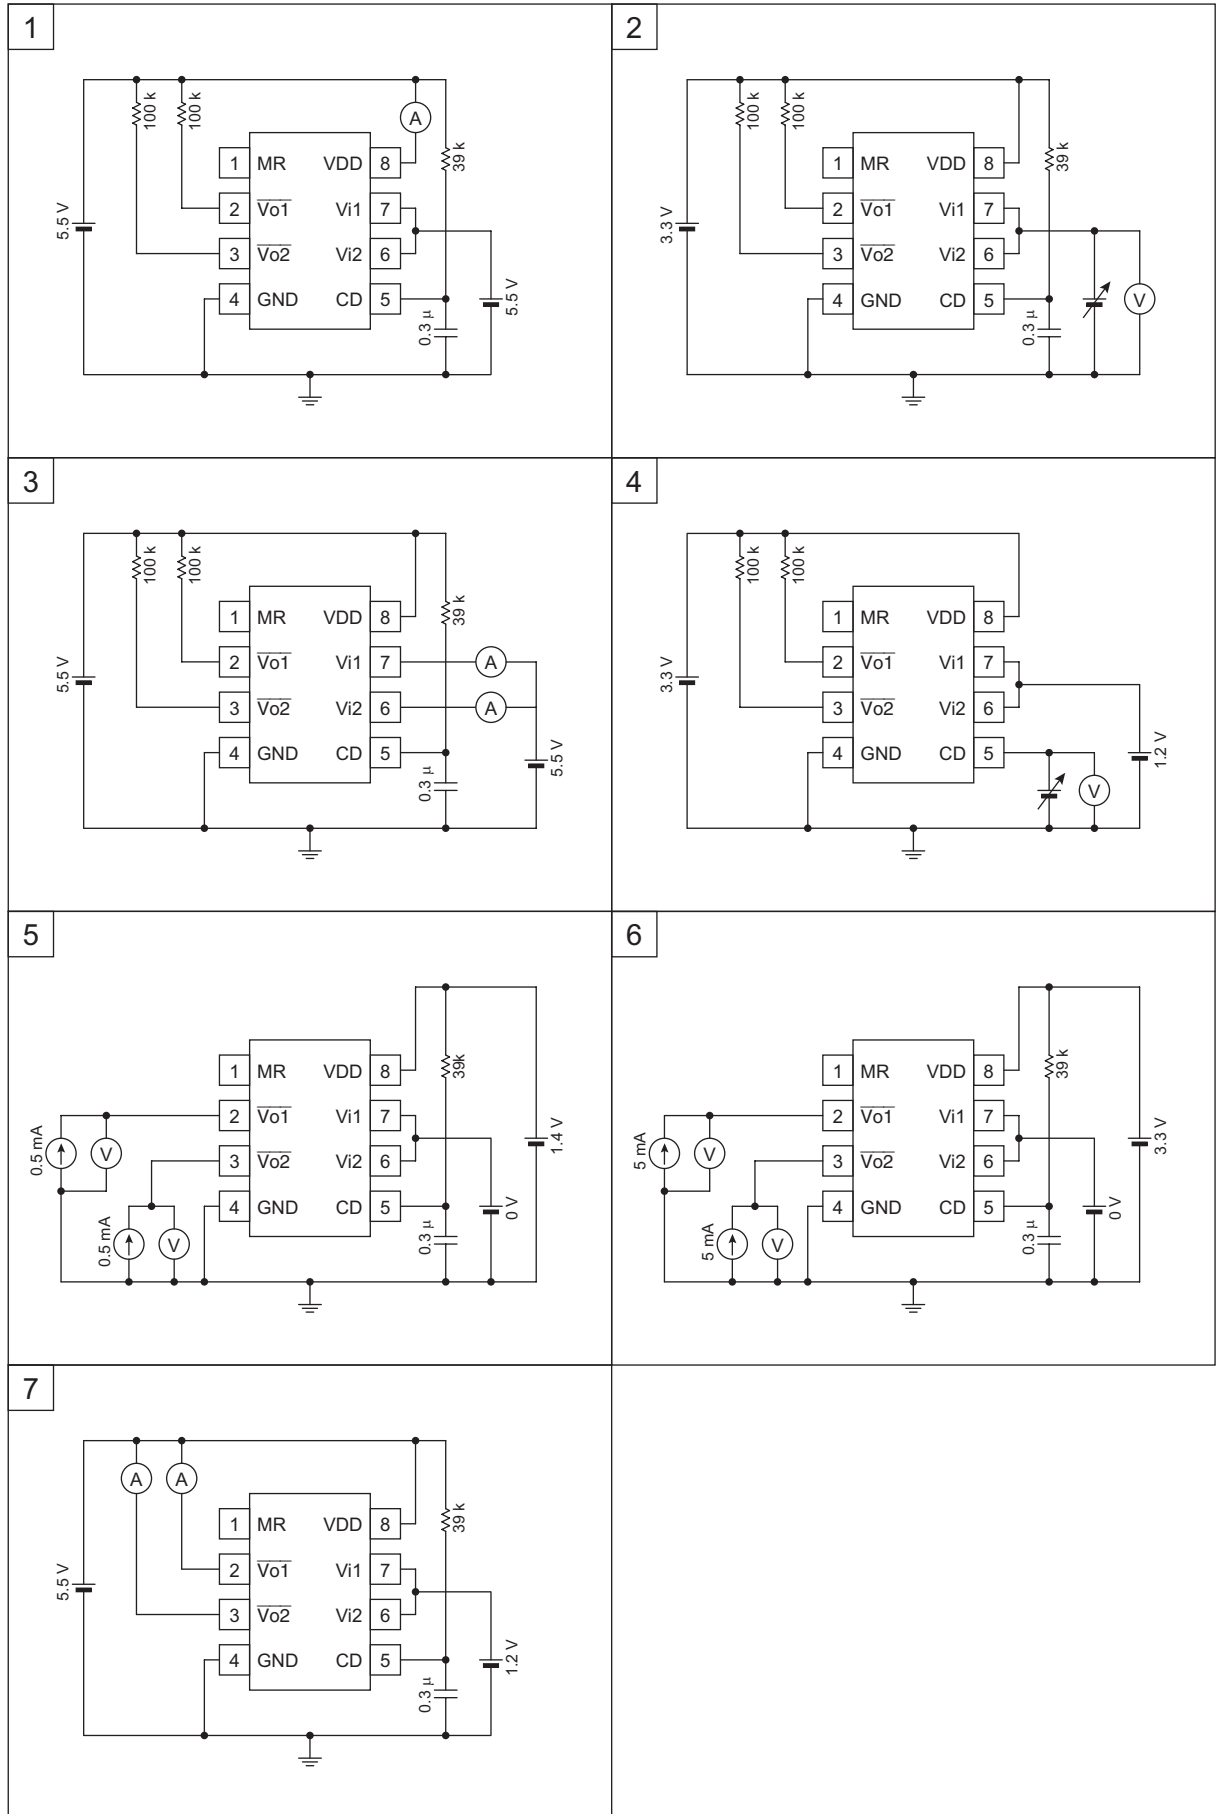 1
100 k
100 k
A
39 k
1 MR VDD 8
2 Vo1 Vi1 7
3 Vo2 Vi2 6
4 GND CD 5
5.5 V
0.3 µ
5.5 V
2
100 k
100 k
39 k
1 MR VDD 8
2 Vo1 Vi1 7
3 Vo2 Vi2 6
4 GND CD 5
3.3 V
0.3 µ
V
3
100 k
100 k
39 k
1 MR VDD 8
2 Vo1 Vi1 7
A
3 Vo2 Vi2 6
A
4 GND CD 5
5.5 V
0.3 µ
5.5 V
4
100 k
100 k
1 MR VDD 8
2 Vo1 Vi1 7
3 Vo2 Vi2 6
4 GND CD 5
3.3 V
V
1.2 V
5
1 MR VDD 8
39k
2 Vo1 Vi1 7
3 Vo2 Vi2 6
4 GND CD 5
0.5 mA
V
0.5 mA
V
0.3 µ
0 V
1.4 V
6
1 MR VDD 8
39 k
2 Vo1 Vi1 7
3 Vo2 Vi2 6
4 GND CD 5
5 mA
V
5 mA
V
0.3 µ
0 V
3.3 V
7
A
A
39 k
1 MR VDD 8
2 Vo1 Vi1 7
3 Vo2 Vi2 6
4 GND CD 5
5.5 V
0.3 µ
1.2 V